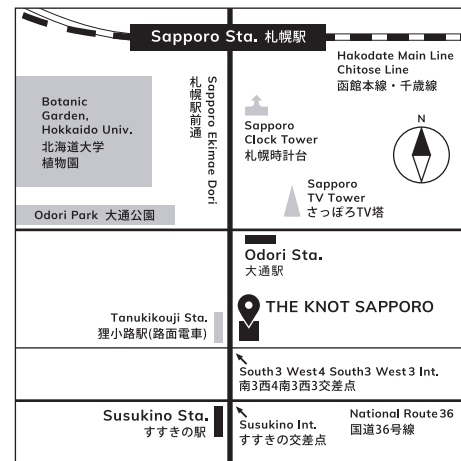 Sapporo Sta. 札幌駅
Hakodate Main Line
Chitose Line
函館本線・千歳線
Botanic
Garden,
Hokkaido Univ.
北海道大学
植物園
Sapporo Ekimae Dori
札幌駅前通
Sapporo
Clock Tower
札幌時計台
N
Sapporo
TV Tower
さっぽろTV塔
Odori Park 大通公園
Odori Sta.
大通駅
THE KNOT SAPPORO
Tanukikouji Sta.
狸小路駅(路面電車)
South3 West4 South3 West3 Int.
南3西4南3西3交差点
Susukino Sta.
すすきの駅
Susukino Int.
すすきの交差点
National Route36
国道36号線